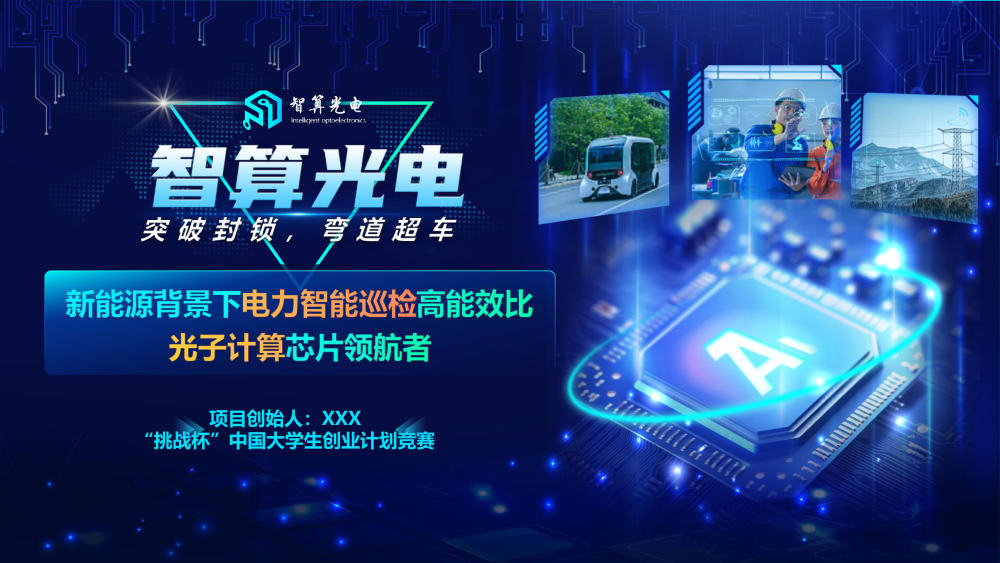 智算光电
Intelligent optoelectronics
智算光电
突破封锁，弯道超车
新能源背景下电力智能巡检高能效比
光子计算芯片领航者
项目创始人：XXX
“挑战杯”中国大学生创业计划竞赛
Ai